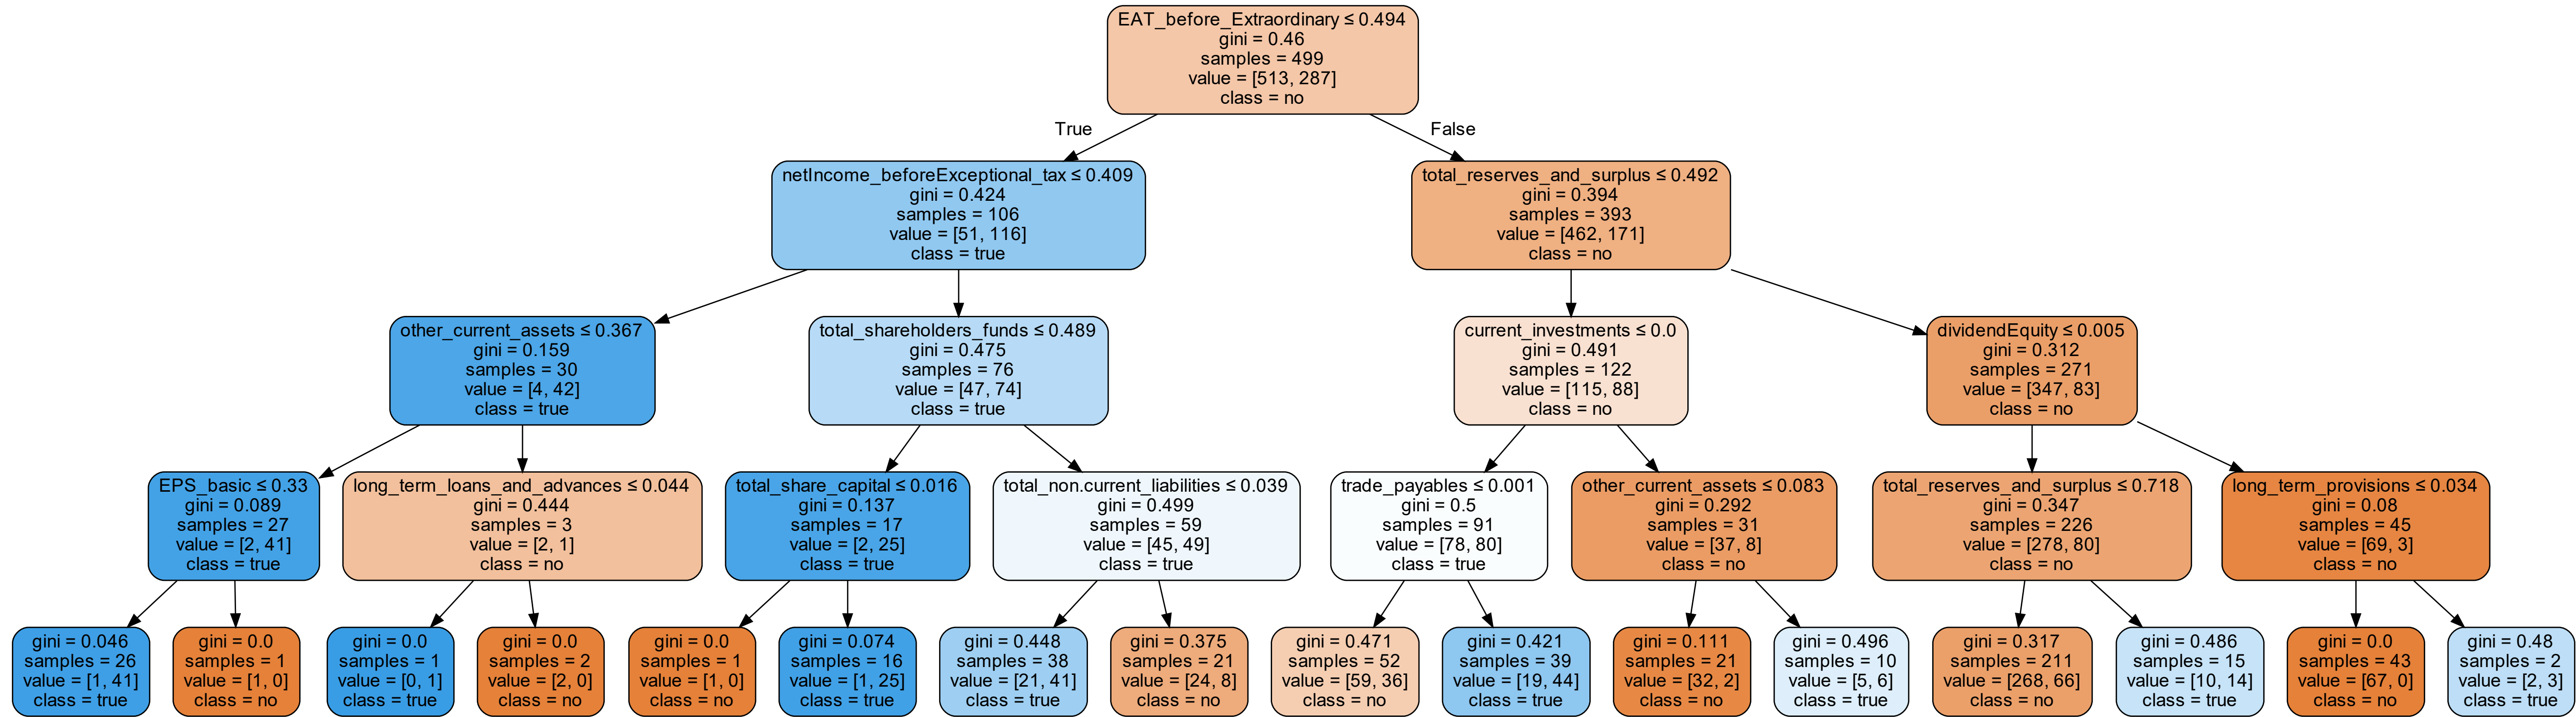 EAT_before_Extraordinary ≤ 0.494
gini = 0.46
samples = 499
value = [513, 287]
class = no
True
False
netIncome_beforeExceptional_tax ≤ 0.409
gini = 0.424
samples = 106
value = [51, 116]
class = true
total_reserves_and_surplus ≤ 0.492
gini = 0.394
samples = 393
value = [462, 171]
class = no
other_current_assets ≤ 0.367
gini = 0.159
samples = 30
value = [4, 42]
class = true
total_shareholders_funds ≤ 0.489
gini = 0.475
samples = 76
value = [47, 74]
class = true
current_investments ≤ 0.0
gini = 0.491
samples = 122
value = [115, 88]
class = no
dividendEquity ≤ 0.005
gini = 0.312
samples = 271
value = [347, 83]
class = no
EPS_basic ≤ 0.33
gini = 0.089
samples = 27
value = [2, 41]
class = true
long_term_loans_and_advances ≤ 0.044
gini = 0.444
samples = 3
value = [2, 1]
class = no
total_share_capital ≤ 0.016
gini = 0.137
samples = 17
value = [2, 25]
class = true
total_non.current_liabilities ≤ 0.039
gini = 0.499
samples = 59
value = [45, 49]
class = true
trade_payables ≤ 0.001
gini = 0.5
samples = 91
value = [78, 80]
class = true
other_current_assets ≤ 0.083
gini = 0.292
samples = 31
value = [37, 8]
class = no
total_reserves_and_surplus ≤ 0.718
gini = 0.347
samples = 226
value = [278, 80]
class = no
long_term_provisions ≤ 0.034
gini = 0.08
samples = 45
value = [69, 3]
class = no
gini = 0.046
samples = 26
value = [1, 41]
class = true
gini = 0.0
samples = 1
value = [1, 0]
class = no
gini = 0.0
samples = 1
value = [0, 1]
class = true
gini = 0.0
samples = 2
value = [2, 0]
class = no
gini = 0.0
samples = 1
value = [1, 0]
class = no
gini = 0.074
samples = 16
value = [1, 25]
class = true
gini = 0.448
samples = 38
value = [21, 41]
class = true
gini = 0.375
samples = 21
value = [24, 8]
class = no
gini = 0.471
samples = 52
value = [59, 36]
class = no
gini = 0.421
samples = 39
value = [19, 44]
class = true
gini = 0.111
samples = 21
value = [32, 2]
class = no
gini = 0.496
samples = 10
value = [5, 6]
class = true
gini = 0.317
samples = 211
value = [268, 66]
class = no
gini = 0.486
samples = 15
value = [10, 14]
class = true
gini = 0.0
samples = 43
value = [67, 0]
class = no
gini = 0.48
samples = 2
value = [2, 3]
class = true